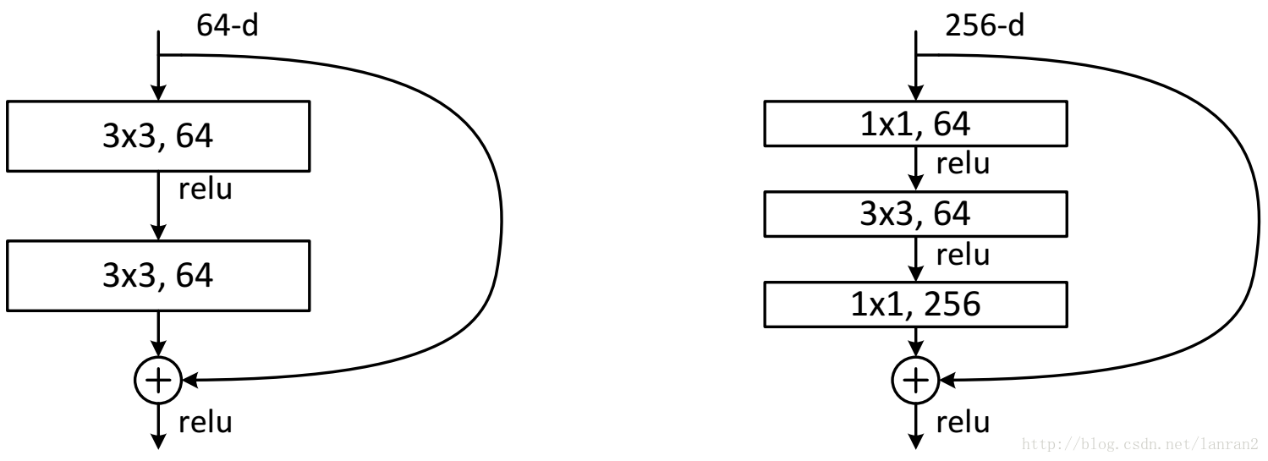 64-d
3x3, 64
relu
3x3, 64
relu
256-d
1x1, 64
relu
3x3, 64
relu
1x1, 256
relu
http://blog.csdn.net/lanran2